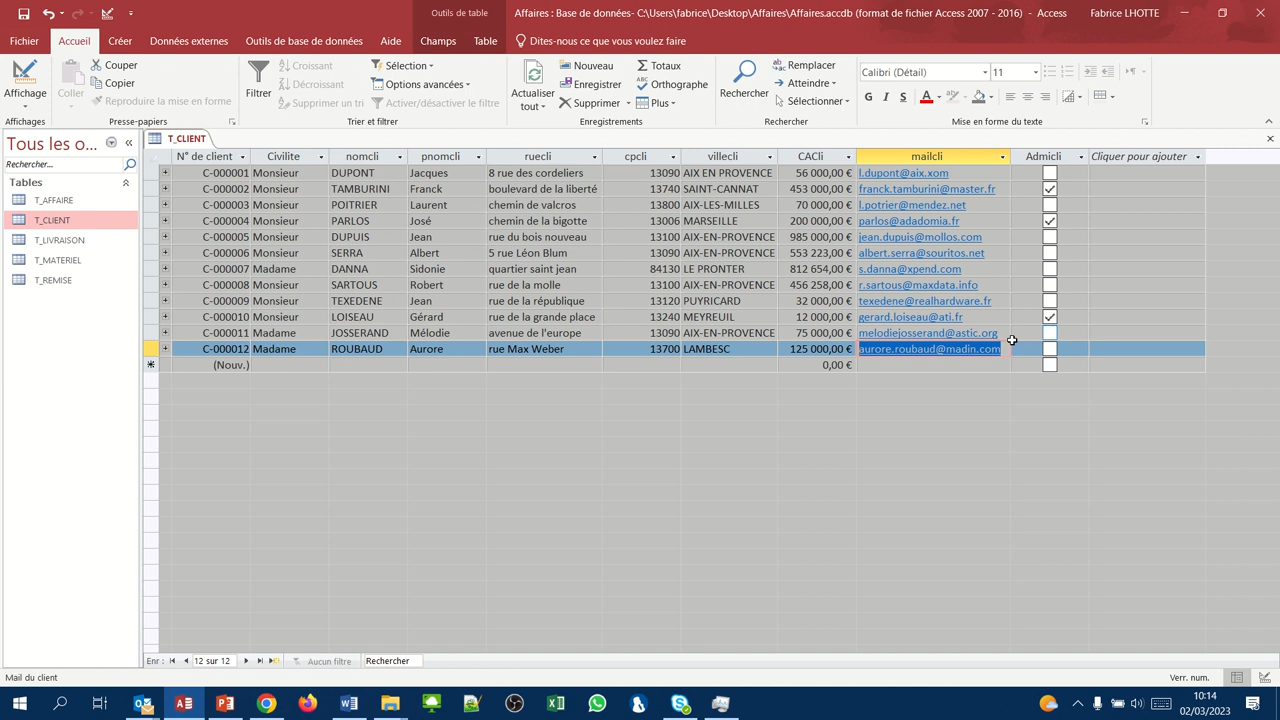 Outils de table Affaires : Base de données- C:\Users\fabrice\Desktop\Affaires\Affaires.accdb (format de fichier Access 2007 - 2016) - Access Fabrice LHOTTE
Fichier Accueil Créer Données externes Outils de base de données Aide Champs Table Dites-nous ce que vous voulez faire
Affichage
Affichages
Coller
Couper
Copier
Reproduire la mise en forme
Presse-papiers
Filtrer
Croissant
Décroissant
Supprimer un tri
Sélection
Options avancées
Activer/désactiver le filtre
Trier et filtrer
Actualiser
tout
Nouveau
Enregistrer
Supprimer
Totaux
Orthographe
Plus
Enregistrements
Rechercher
Remplacer
Atteindre
Sélectionner
Rechercher
Calibri (Détail) 11
G I S A
Mise en forme du texte
Tous les o...
Rechercher...
Tables
T_AFFAIRE
T_CLIENT
T_LIVRAISON
T_MATERIEL
T_REMISE
T_CLIENT
N° de client Civilite nomcli pnomcli ruecli cpcli villecli CACli mailcli Admicli Cliquer pour ajouter
C-000001 Monsieur DUPONT Jacques 8 rue des cordeliers 13090 AIX EN PROVENCE 56 000,00 € l.dupont@aix.xom
C-000002 Monsieur TAMBURINI Franck boulevard de la liberté 13740 SAINT-CANNAT 453 000,00 € franck.tamburini@master.fr
C-000003 Monsieur POITRIER Laurent chemin de valcros 13800 AIX-LES-MILLES 70 000,00 € l.potrier@mendez.net
C-000004 Monsieur PARLOS José chemin de la bigotte 13006 MARSEILLE 200 000,00 € parlos@adadomia.fr
C-000005 Monsieur DUPUIS Jean rue du bois nouveau 13100 AIX-EN-PROVENCE 985 000,00 € jean.dupuis@mollos.com
C-000006 Monsieur SERRA Albert 5 rue Léon Blum 13090 AIX-EN-PROVENCE 553 223,00 € albert.serra@souritos.net
C-000007 Madame DANNA Sidonie quartier saint jean 84130 LE PRONTER 812 654,00 € s.danna@xpend.com
C-000008 Monsieur SARTOUS Robert rue de la molle 13100 AIX-EN-PROVENCE 456 258,00 € r.sartous@maxdata.info
C-000009 Monsieur TEXEDENE Jean rue de la république 13120 PUYRICARD 32 000,00 € texedene@realhardware.fr
C-000010 Monsieur LOISEAU Gérard rue de la grande place 13240 MEYREUIL 12 000,00 € gerard.loiseau@ati.fr
C-000011 Madame JOSSERAND Mélodie avenue de l'europe 13090 AIX-EN-PROVENCE 75 000,00 € melodiejosserand@astic.org
C-000012 Madame ROUBAUD Aurore rue Max Weber 13700 LAMBESC 125 000,00 € aurore.roubaud@madin.com
(Nouv.) 0,00 €
Enr : 12 sur 12 Aucun filtre Rechercher
Mail du client Verr. num.
10:14
02/03/2023